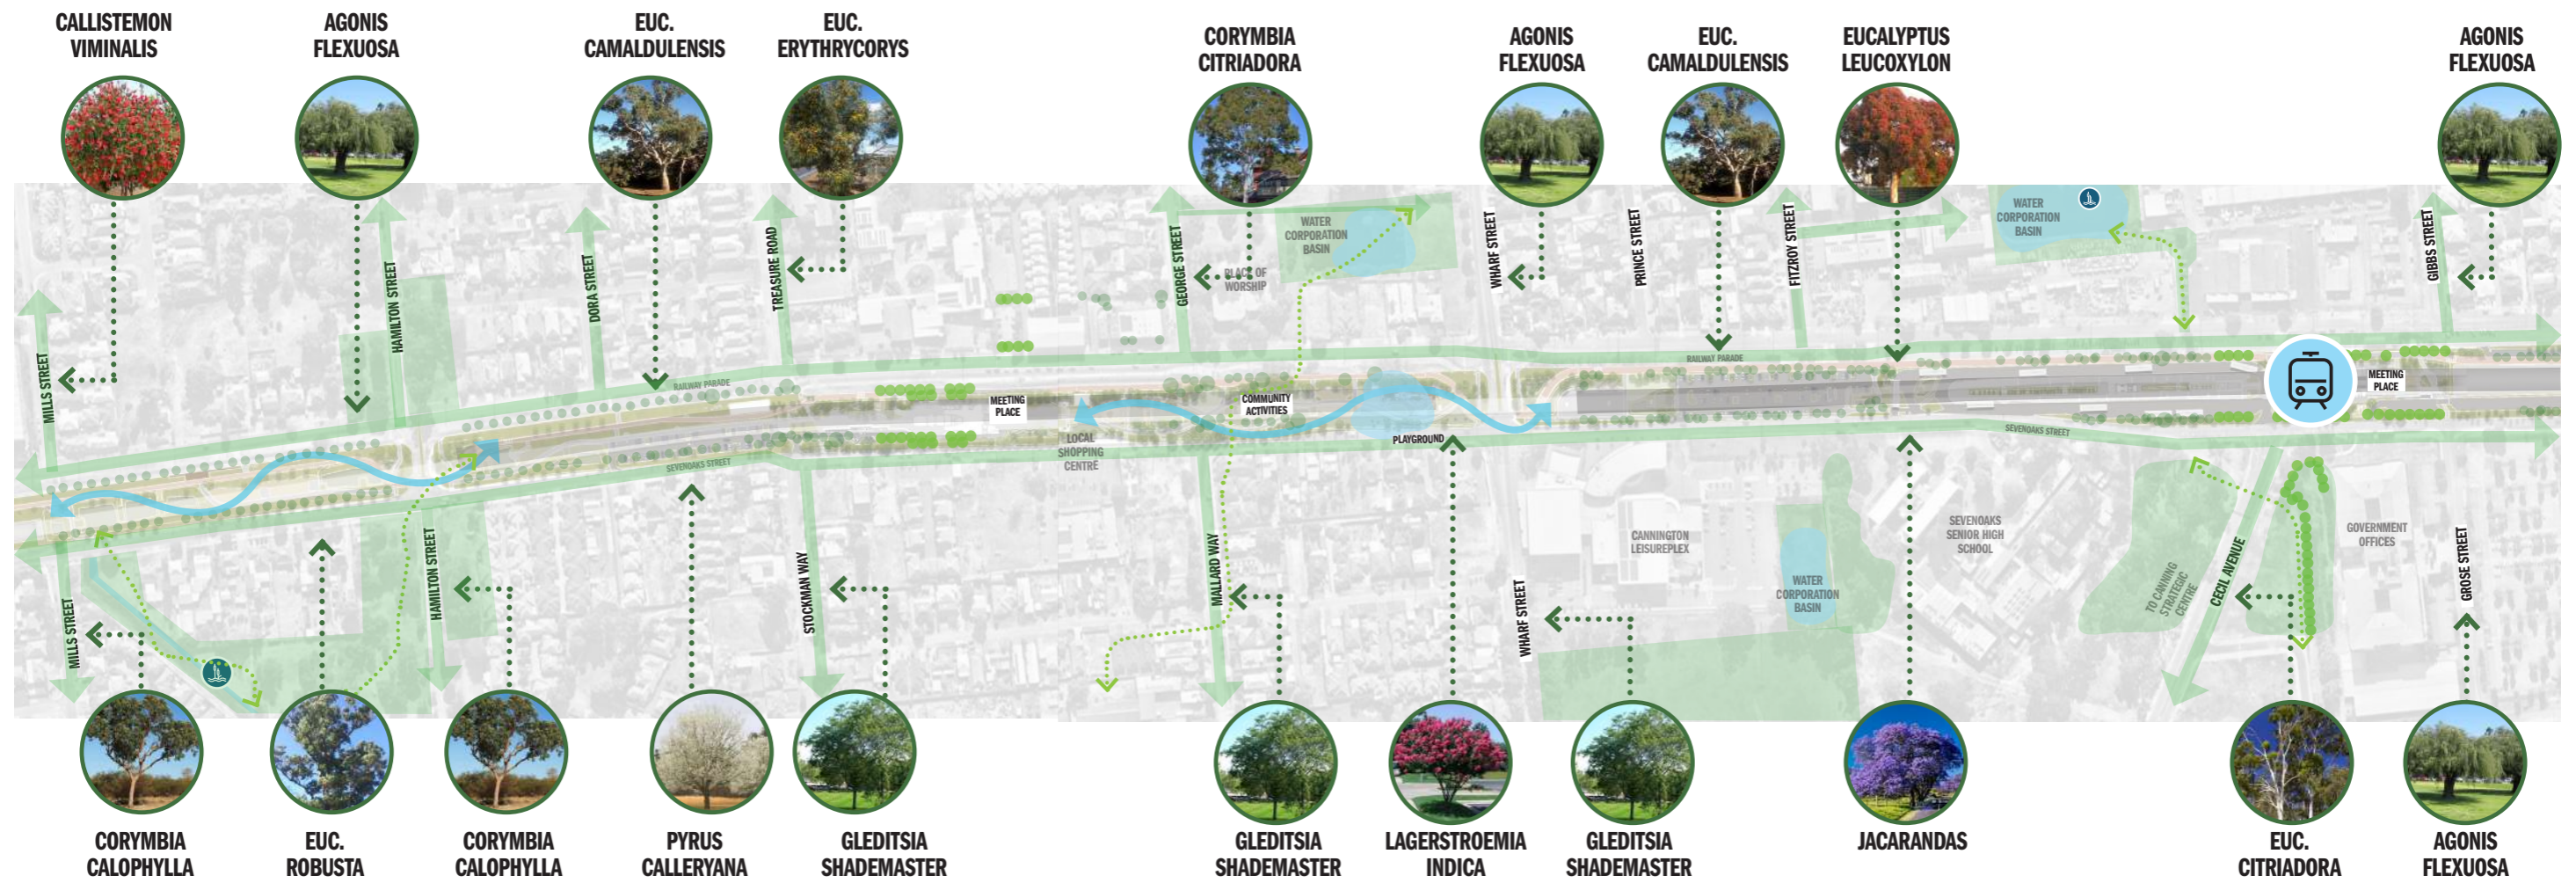 CALLISTEMON
VIMINALIS
AGONIS
FLEXUOSA
EUC.
CAMALDULENSIS
EUC.
ERYTHRYCORYS
CORYMBIA
CITRIADORA
AGONIS
FLEXUOSA
EUC.
CAMALDULENSIS
EUCALYPTUS
LEUCOXYLON
AGONIS
FLEXUOSA
MILLS STREET
HAMILTON STREET
DORA STREET
TREASURE ROAD
GEORGE STREET
PLACE OF
WORSHIP
WATER
CORPORATION
BASIN
WHARF STREET
PRINCE STREET
FITZROY STREET
WATER
CORPORATION
BASIN
GIBBS STREET
RAILWAY PARADE
RAILWAY PARADE
MEETING
PLACE
COMMUNITY
ACTIVITIES
MEETING
PLACE
LOCAL
SHOPPING
CENTRE
PLAYGROUND
SEVENOAKS STREET
SEVENOAKS STREET
MILLS STREET
HAMILTON STREET
STOCKMAN WAY
MALLARD WAY
WHARF STREET
CANNINGTON
LEISUREPLEX
WATER
CORPORATION
BASIN
SEVENOAKS
SENIOR HIGH
SCHOOL
TO CANNING
STRATEGIC
CENTRE
CECIL AVENUE
GOVERNMENT
OFFICES
GROSE STREET
CORYMBIA
CALOPHYLLA
EUC.
ROBUSTA
CORYMBIA
CALOPHYLLA
PYRUS
CALLERYANA
GLEDITSIA
SHADEMASTER
GLEDITSIA
SHADEMASTER
LAGERSTROEMIA
INDICA
GLEDITSIA
SHADEMASTER
JACARANDAS
EUC.
CITRIADORA
AGONIS
FLEXUOSA